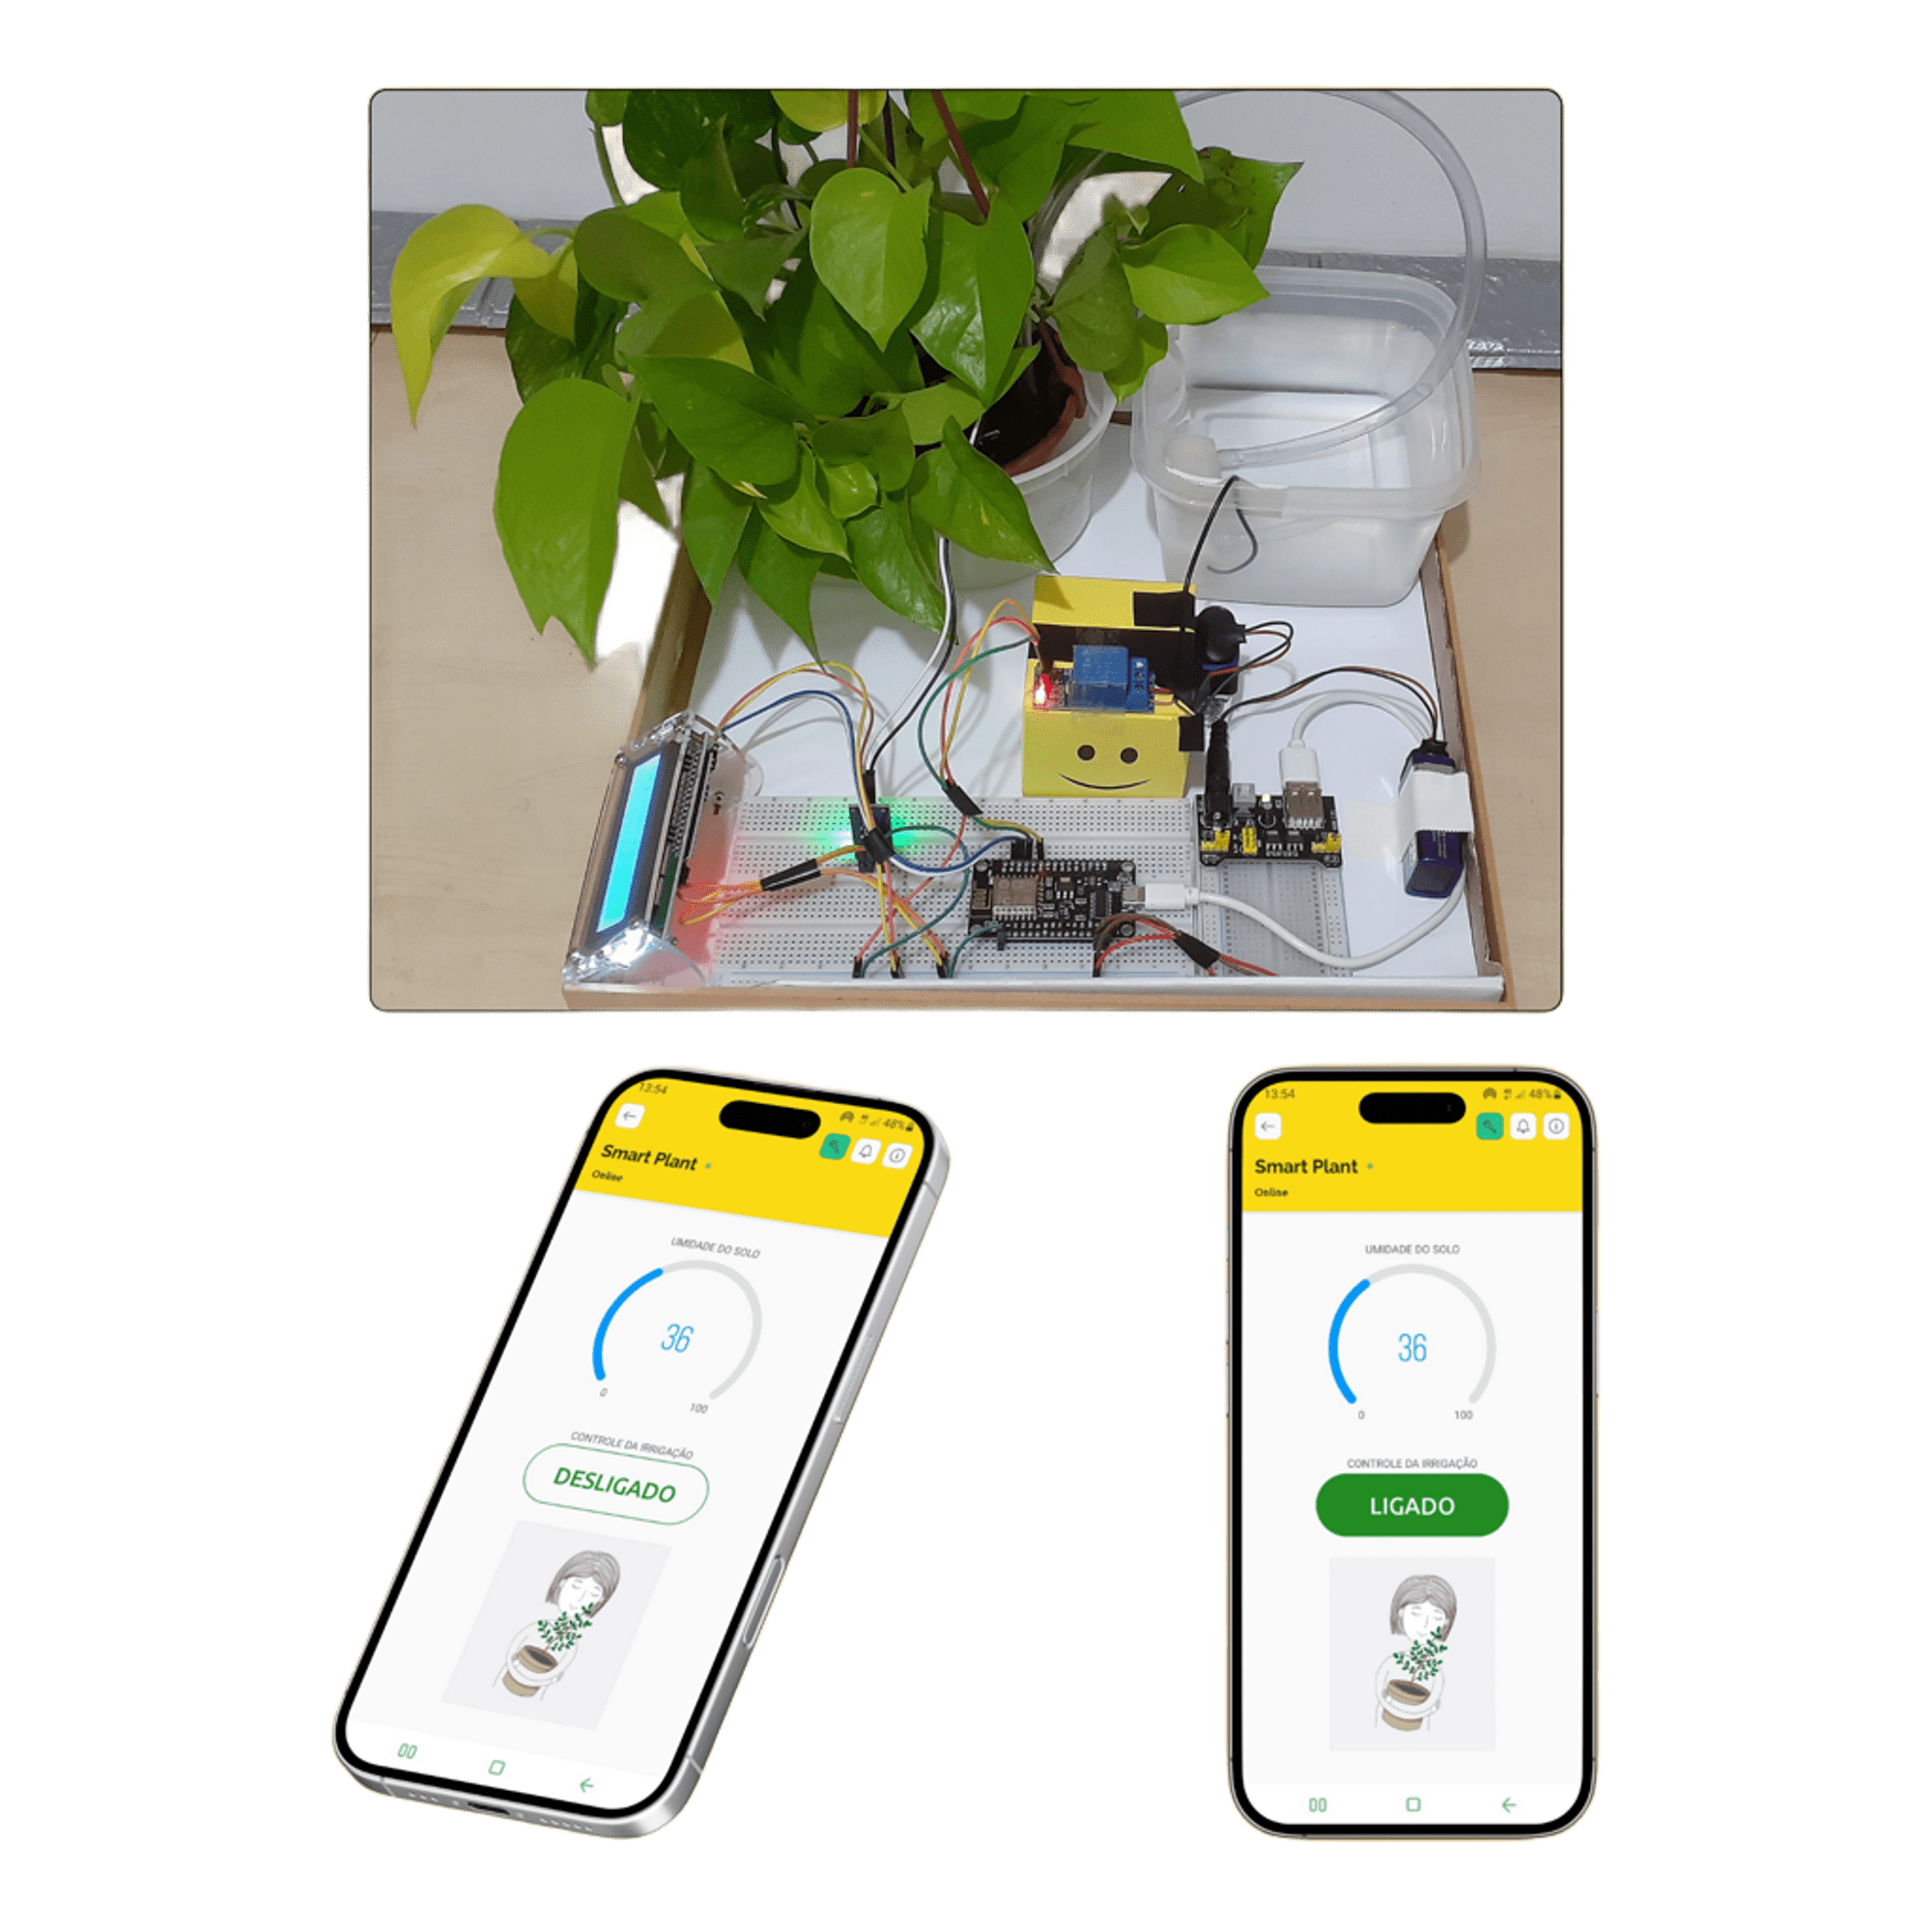 13:54
48%
Smart Plant
Online
UMIDADE DO SOLO
36
0
100
CONTROLE DA IRRIGAÇÃO
DESLIGADO
13:54
48%
Smart Plant
Online
UMIDADE DO SOLO
36
0 100
CONTROLE DA IRRIGAÇÃO
LIGADO